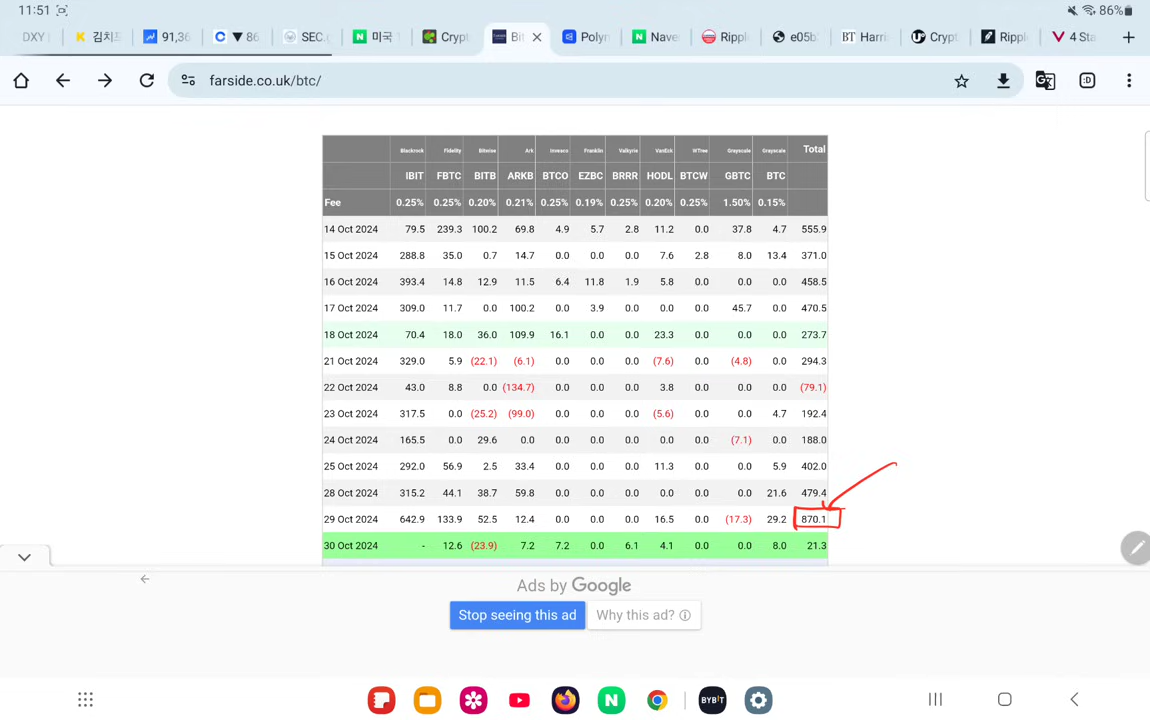 11:51 86%
DXY K 김치프 91,36 ▼ 86 SEC.g 미국 Crypt Bit Polyn Nave Rippl e05b BT Harri Crypt Rippl 4 Sta
farside.co.uk/btc/
Blackrock Fidelity Bitwise Ark Invesco Franklin Valkyrie VanEck WTree Grayscale Grayscale Total
IBIT FBTC BITB ARKB BTCO EZBC BRRR HODL BTCW GBTC BTC
Fee 0.25% 0.25% 0.20% 0.21% 0.25% 0.19% 0.25% 0.20% 0.25% 1.50% 0.15%
14 Oct 2024 79.5 239.3 100.2 69.8 4.9 5.7 2.8 11.2 0.0 37.8 4.7 555.9
15 Oct 2024 288.8 35.0 0.7 14.7 0.0 0.0 0.0 7.6 2.8 8.0 13.4 371.0
16 Oct 2024 393.4 14.8 12.9 11.5 6.4 11.8 1.9 5.8 0.0 0.0 0.0 458.5
17 Oct 2024 309.0 11.7 0.0 100.2 0.0 3.9 0.0 0.0 0.0 45.7 0.0 470.5
18 Oct 2024 70.4 18.0 36.0 109.9 16.1 0.0 0.0 23.3 0.0 0.0 0.0 273.7
21 Oct 2024 329.0 5.9 (22.1) (6.1) 0.0 0.0 0.0 (7.6) 0.0 (4.8) 0.0 294.3
22 Oct 2024 43.0 8.8 0.0 (134.7) 0.0 0.0 0.0 3.8 0.0 0.0 0.0 (79.1)
23 Oct 2024 317.5 0.0 (25.2) (99.0) 0.0 0.0 0.0 (5.6) 0.0 0.0 4.7 192.4
24 Oct 2024 165.5 0.0 29.6 0.0 0.0 0.0 0.0 0.0 0.0 (7.1) 0.0 188.0
25 Oct 2024 292.0 56.9 2.5 33.4 0.0 0.0 0.0 11.3 0.0 0.0 5.9 402.0
28 Oct 2024 315.2 44.1 38.7 59.8 0.0 0.0 0.0 0.0 0.0 0.0 21.6 479.4
29 Oct 2024 642.9 133.9 52.5 12.4 0.0 0.0 0.0 16.5 0.0 (17.3) 29.2 870.1
30 Oct 2024 - 12.6 (23.9) 7.2 7.2 0.0 6.1 4.1 0.0 0.0 8.0 21.3
Ads by Google
Stop seeing this ad Why this ad?
BYBIT